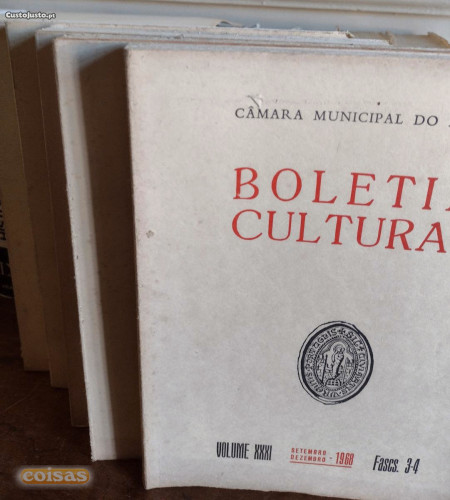 CustoJusto.pt
CÂMARA MUNICIPAL DO
BOLETI
CULTURA
VOLUME XXXI
SETEMBRO
DEZEMBRO - 1968
Fascs. 3-4
coisas